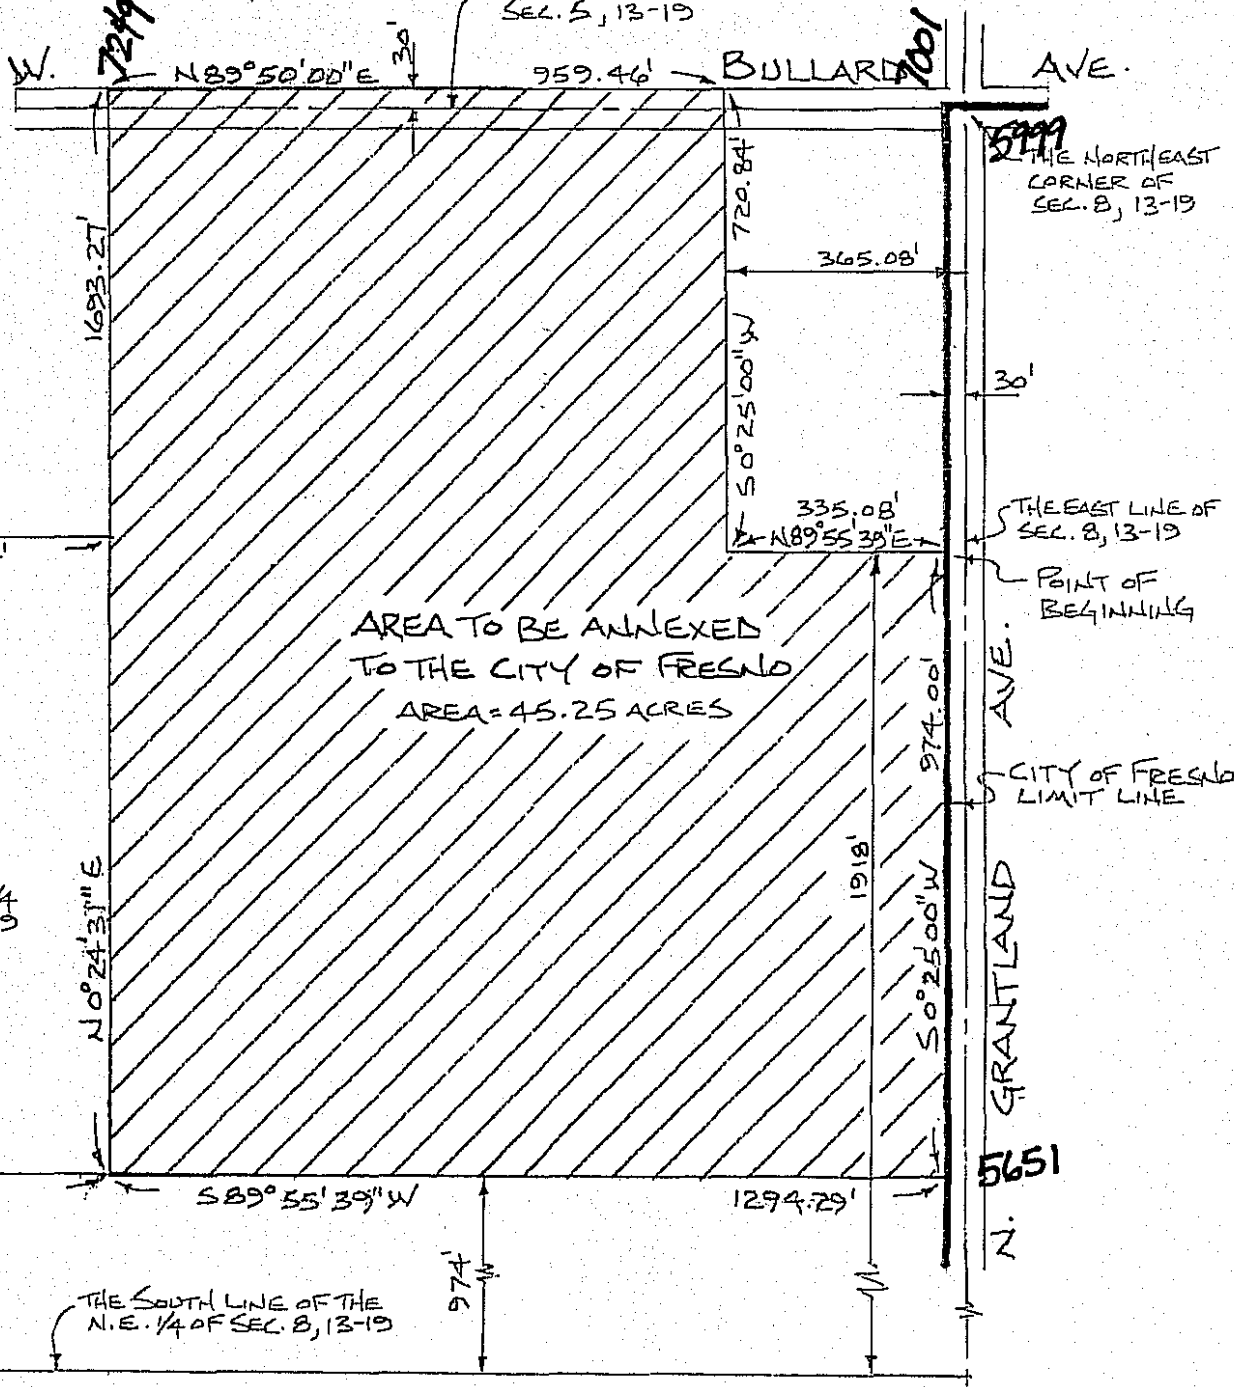 SEC. 5, 13-19
7249
7001
30'
W.
N89°50'00"E
959.46'
BULLARD
AVE.
5999
THE NORTHEAST
CORNER OF
SEC. 8, 13-19
720.84'
1693.27'
365.08'
30'
S0°25'00"W
335.08'
N89°55'39"E
THE EAST LINE OF
SEC. 8, 13-19
POINT OF
BEGINNING
AREA TO BE ANNEXED
TO THE CITY OF FRESNO
AREA=45.25 ACRES
974.00'
AVE.
CITY OF FRESNO
LIMIT LINE
1918'
N0°24'31"E
S0°25'00"W
GRANTLAND
5651
N.
S89°55'39"W
1294.29'
974'
THE SOUTH LINE OF THE
N.E. 1/4 OF SEC. 8, 13-19